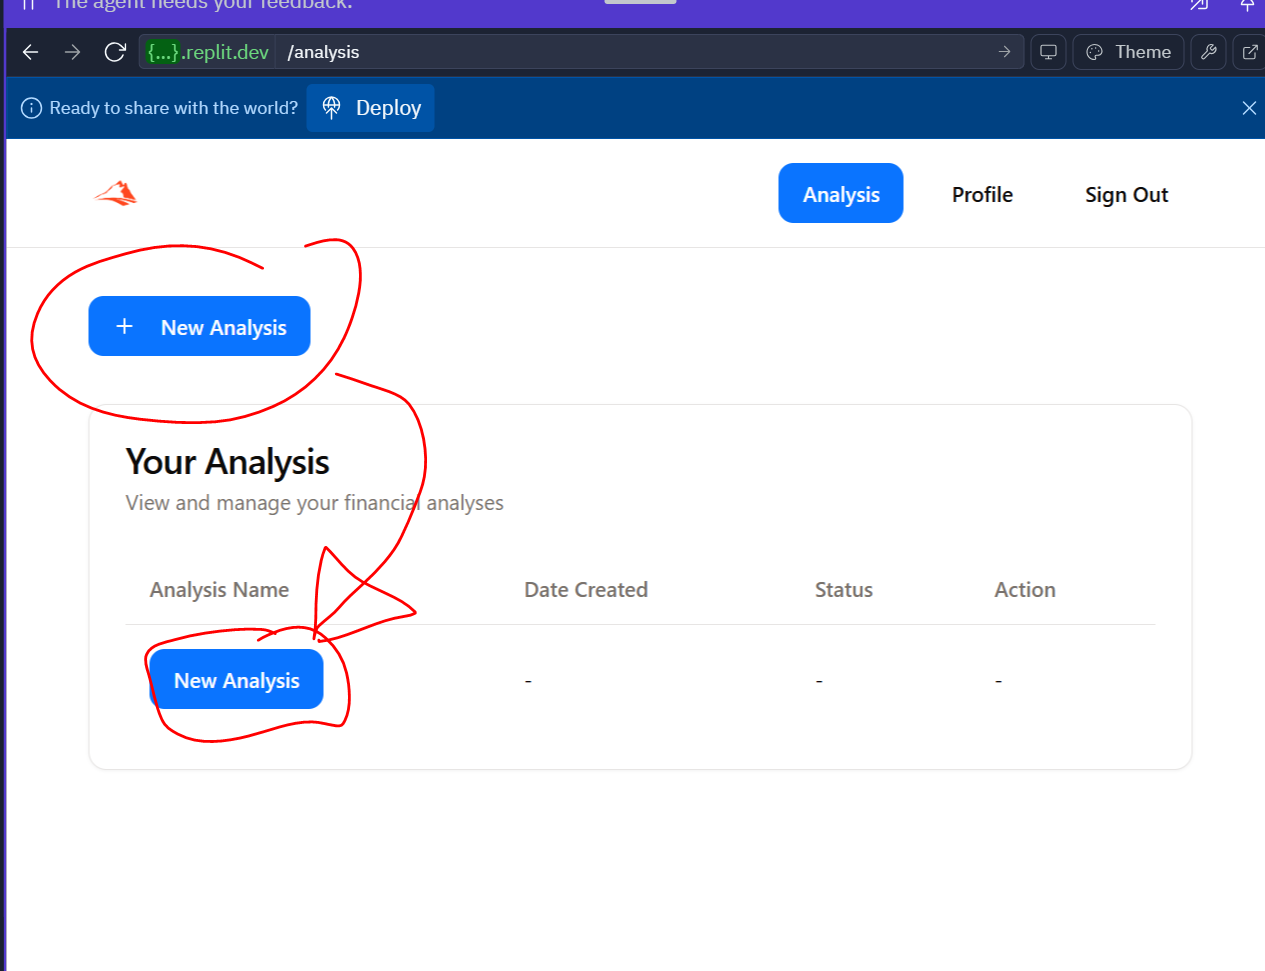 The agent needs your feedback.
{...}.replit.dev /analysis Theme
Ready to share with the world? Deploy
Analysis Profile Sign Out
+ New Analysis
Your Analysis
View and manage your financial analyses
Analysis Name Date Created Status Action
New Analysis - - -